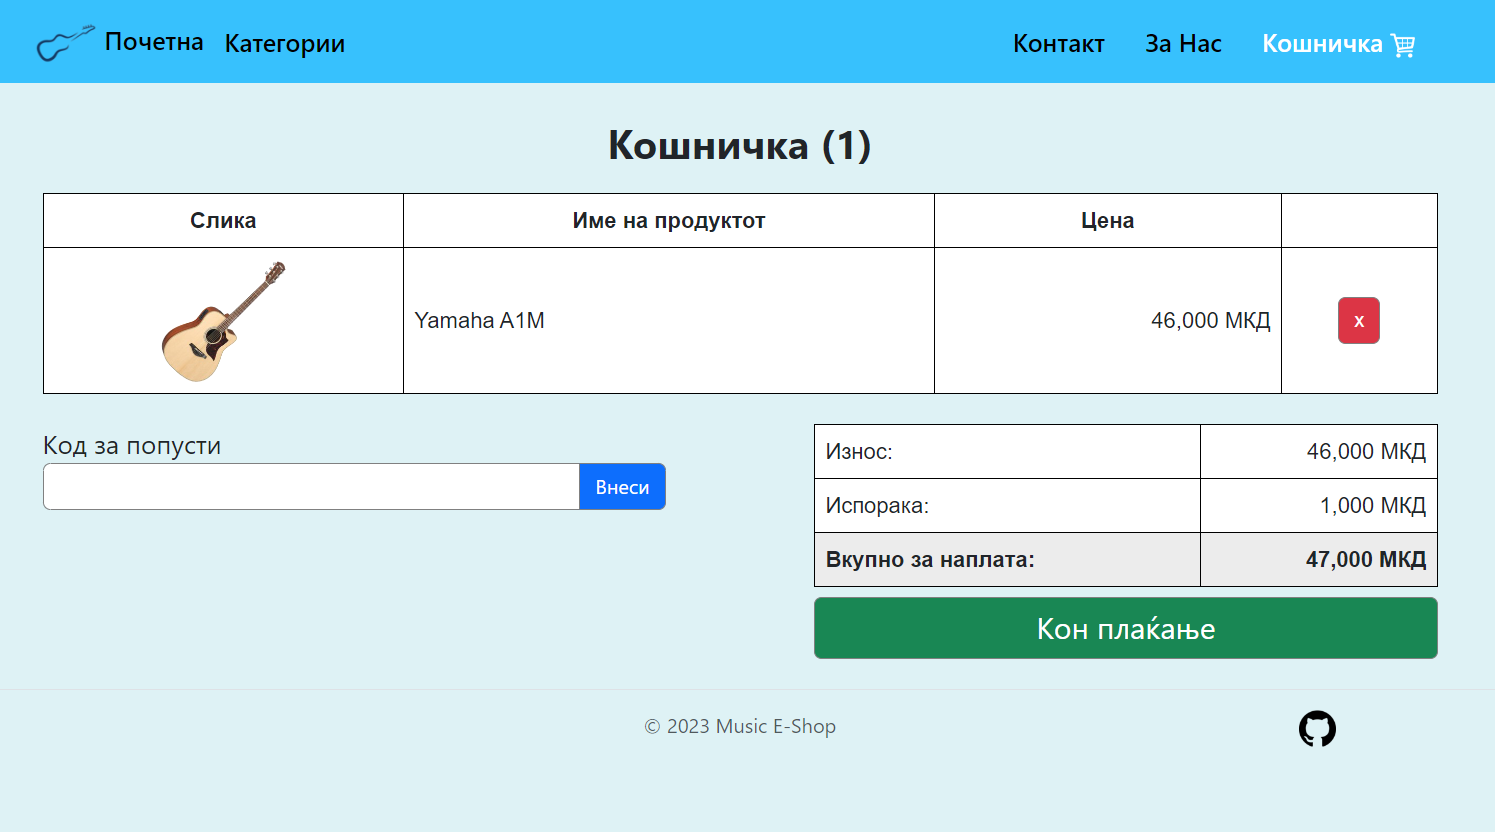 Почетна Категории Контакт За Нас Кошничка
Кошничка (1)
Слика Име на продуктот Цена
Yamaha A1M 46,000 МКД x
Код за попусти
Внеси
Износ: 46,000 МКД
Испорака: 1,000 МКД
Вкупно за наплата: 47,000 МКД
Кон плаќање
© 2023 Music E-Shop